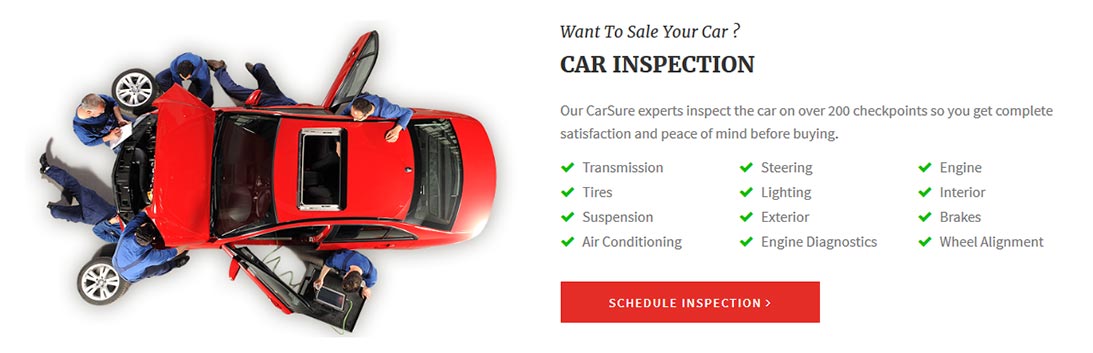 Want To Sale Your Car ?
CAR INSPECTION
Our CarSure experts inspect the car on over 200 checkpoints so you get complete
satisfaction and peace of mind before buying.
Transmission
Steering
Engine
Tires
Lighting
Interior
Suspension
Exterior
Brakes
Air Conditioning
Engine Diagnostics
Wheel Alignment
SCHEDULE INSPECTION >